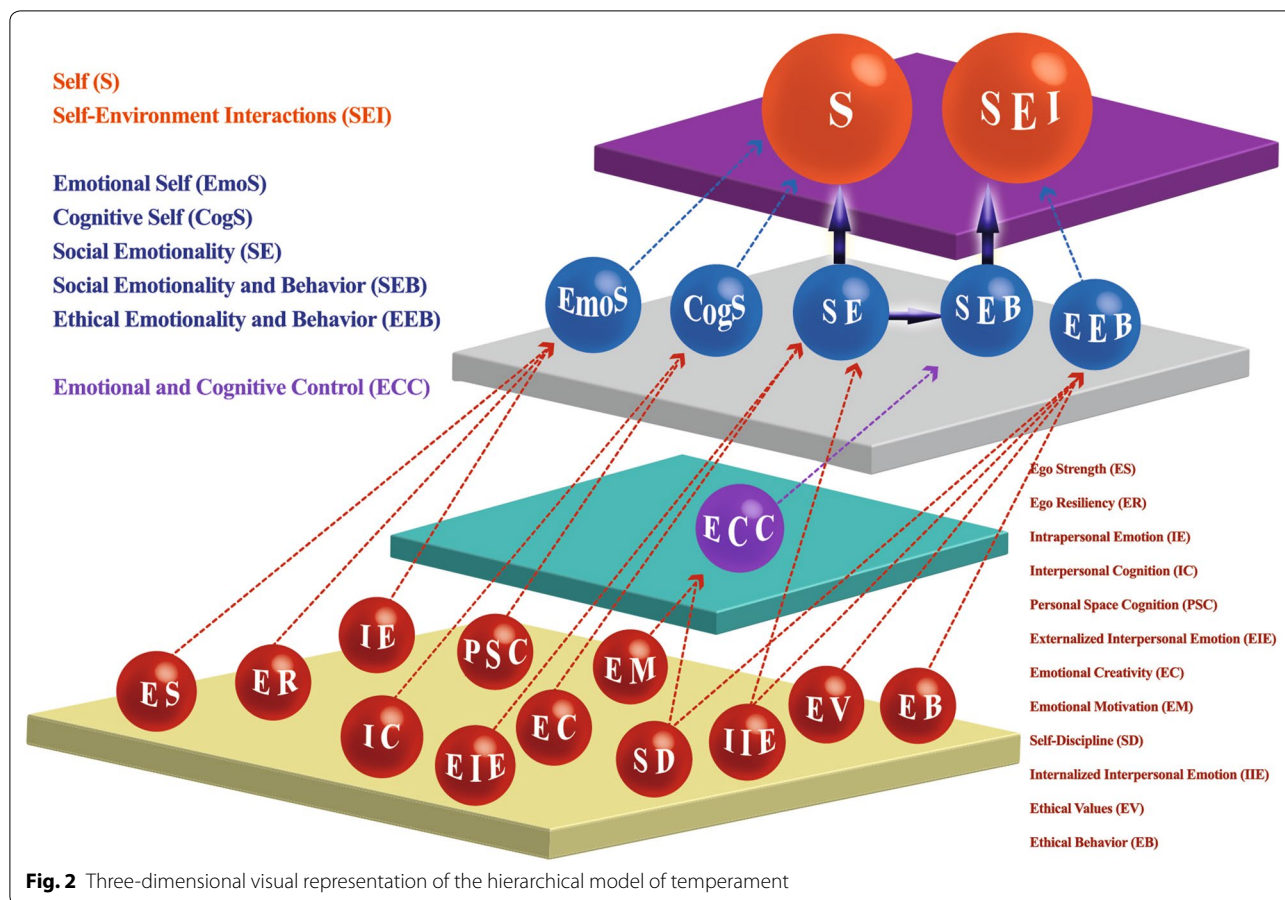 Self (S)
Self-Environment Interactions (SEI)
Emotional Self (EmoS)
Cognitive Self (CogS)
Social Emotionality (SE)
Social Emotionality and Behavior (SEB)
Ethical Emotionality and Behavior (EEB)
Emotional and Cognitive Control (ECC)
S
SEI
EmoS
CogS
SE
SEB
EEB
ECC
IE
PSC
EM
ES
ER
IC
EIE
EC
SD
IIE
EV
EB
Ego Strength (ES)
Ego Resiliency (ER)
Intrapersonal Emotion (IE)
Interpersonal Cognition (IC)
Personal Space Cognition (PSC)
Externalized Interpersonal Emotion (EIE)
Emotional Creativity (EC)
Emotional Motivation (EM)
Self-Discipline (SD)
Internalized Interpersonal Emotion (IIE)
Ethical Values (EV)
Ethical Behavior (EB)
Fig. 2 Three-dimensional visual representation of the hierarchical model of temperament